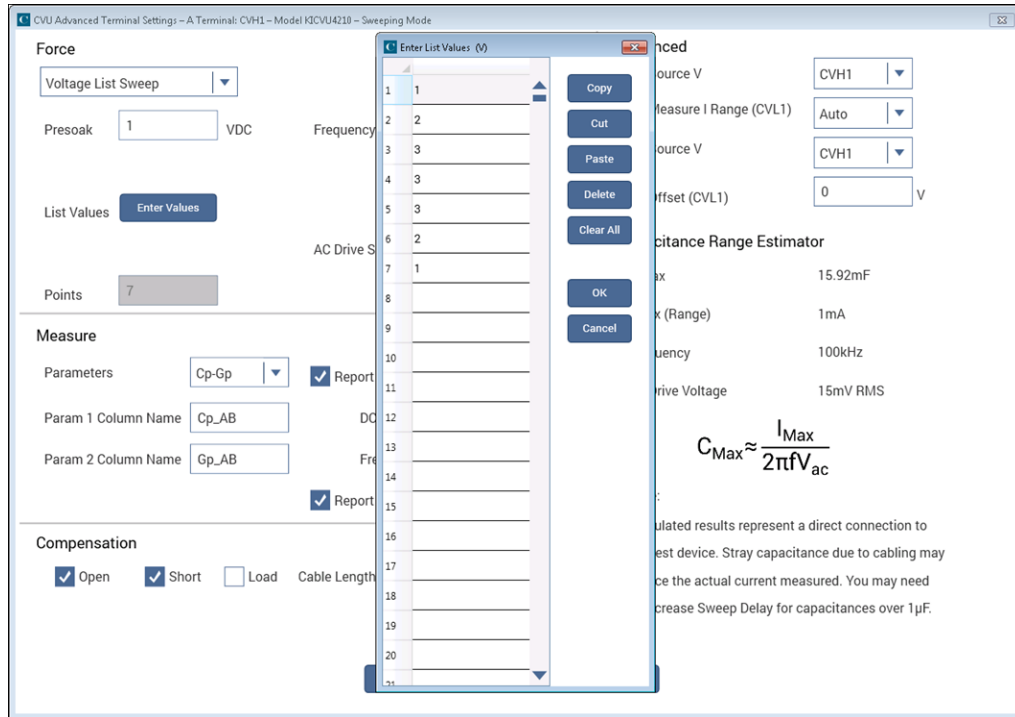 CVU Advanced Terminal Settings – A Terminal: CVH1 – Model KICVU4210 – Sweeping Mode
Force
Voltage List Sweep
Presoak 1 VDC
Frequency
List Values Enter Values
AC Drive S
Points 7
Measure
Parameters Cp-Gp Report
Param 1 Column Name Cp_AB DC
Param 2 Column Name Gp_AB Fre
Report
Compensation
Open Short Load Cable Length
Enter List Values (V)
1 1
2 2
3 3
4 3
5 3
6 2
7 1
8
9
10
11
12
13
14
15
16
17
18
19
20
21
Copy
Cut
Paste
Delete
Clear All
OK
Cancel
nced
ource V CVH1
Measure I Range (CVL1) Auto
ource V CVH1
Offset (CVL1) 0 V
citance Range Estimator
ax 15.92mF
x (Range) 1mA
uency 100kHz
Drive Voltage 15mV RMS
CMax≈ IMax
2πfVac
:
ulated results represent a direct connection to
est device. Stray capacitance due to cabling may
ce the actual current measured. You may need
crease Sweep Delay for capacitances over 1µF.